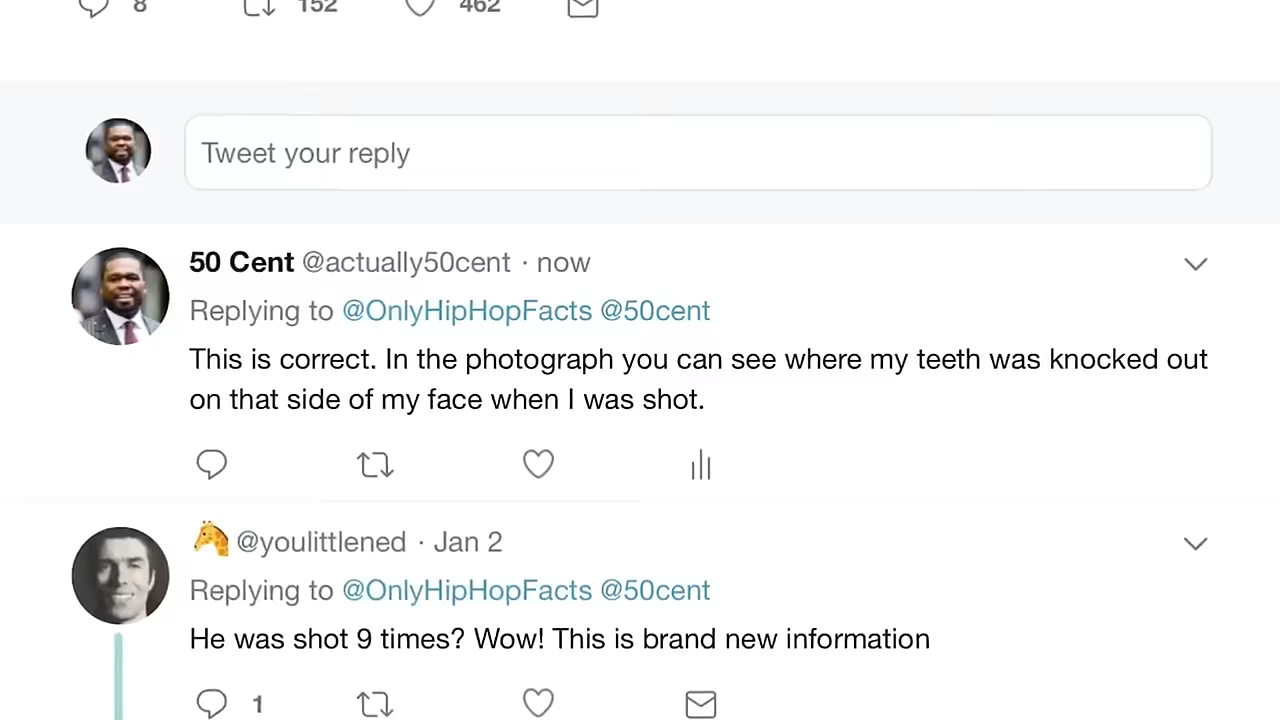 8 152 462
Tweet your reply
50 Cent @actually50cent · now
Replying to @OnlyHipHopFacts @50cent
This is correct. In the photograph you can see where my teeth was knocked out
on that side of my face when I was shot.
🦒 @youlittlened · Jan 2
Replying to @OnlyHipHopFacts @50cent
He was shot 9 times? Wow! This is brand new information
1